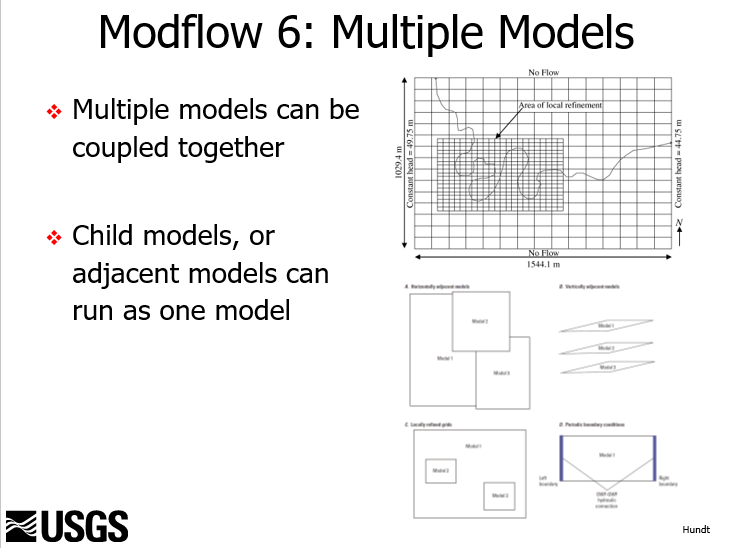 Modflow 6: Multiple Models
❖ Multiple models can be
coupled together
❖ Child models, or
adjacent models can
run as one model
No Flow
Area of local refinement
1029.4 m
Constant head = 49.75 m
Constant head = 44.75 m
N
No Flow
1544.1 m
A. Horizontally adjacent models
Model 2
Model 1
Model 3
B. Vertically adjacent models
Model 1
Model 2
Model 3
C. Locally refined grids
Model 1
Model 2
Model 3
D. Periodic boundary conditions
Model 1
Left
boundary
Right
boundary
GWF-GWF
hydraulic
connection
USGS
Hundt